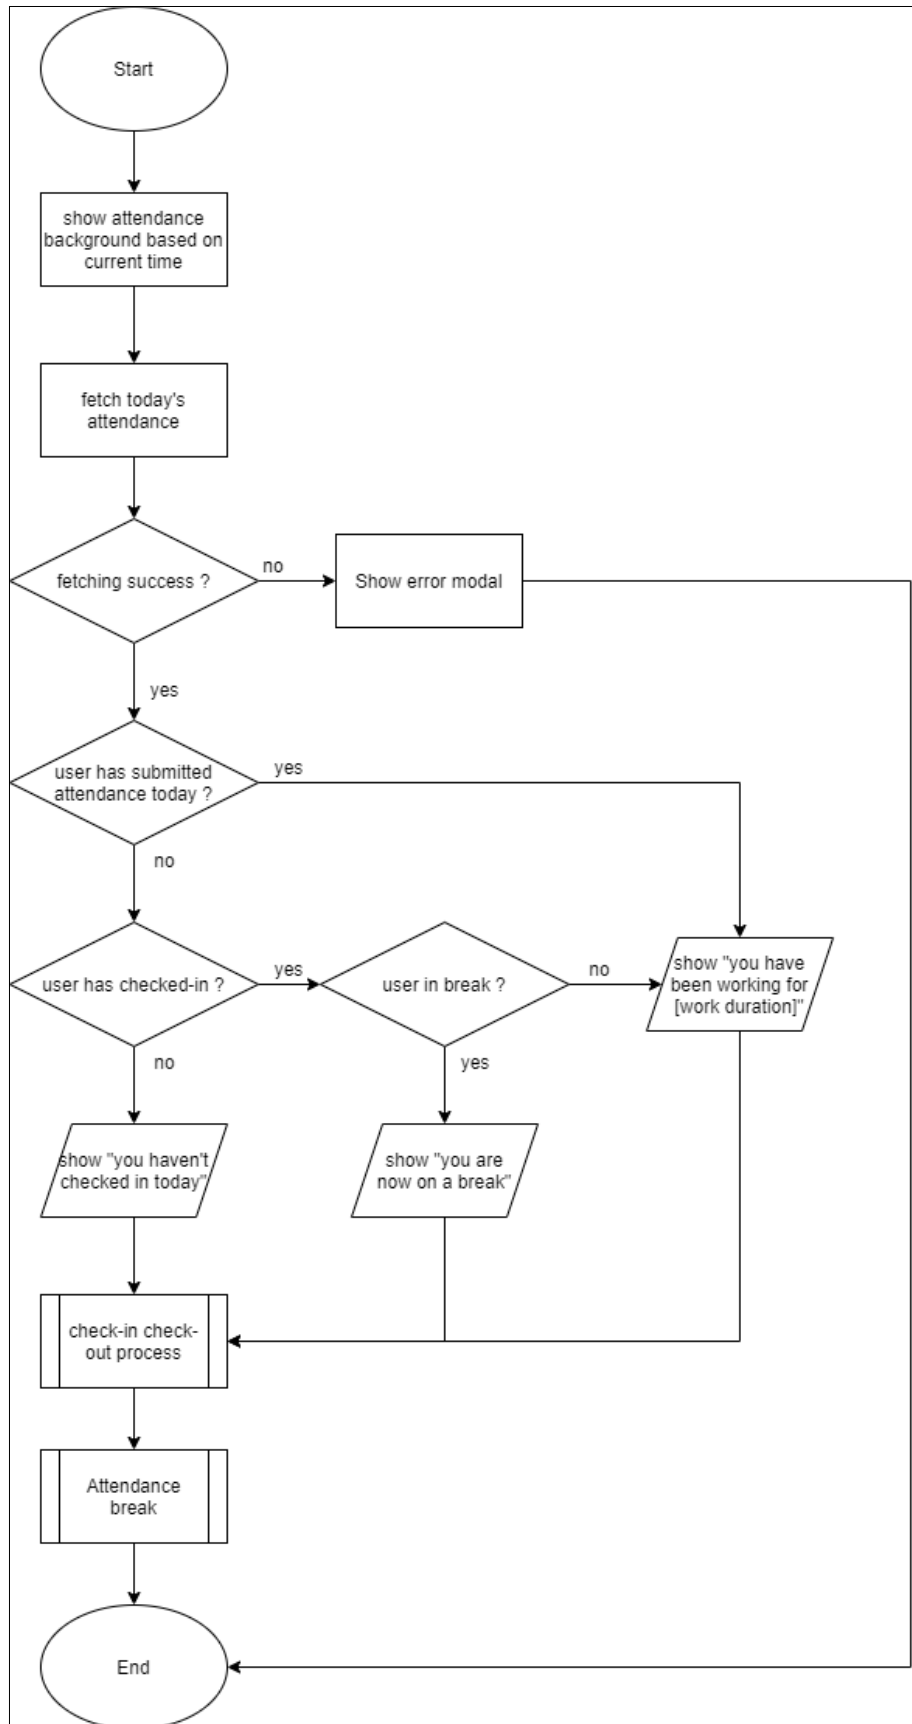 Start
show attendance
background based on
current time
fetch today's
attendance
fetching success ?
no
Show error modal
yes
user has submitted
attendance today ?
yes
no
user has checked-in ?
yes
user in break ?
no
show "you have
been working for
[work duration]"
no
yes
show "you haven't
checked in today"
show "you are
now on a break"
check-in check-
out process
Attendance
break
End